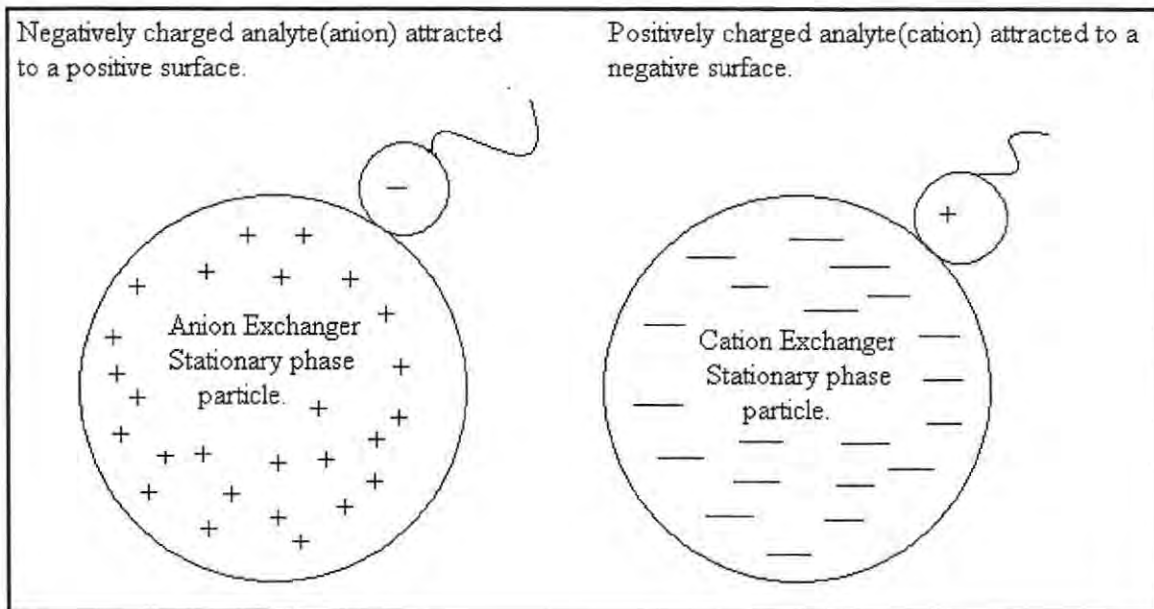 Negatively charged analyte(anion) attracted
to a positive surface.
Positively charged analyte(cation) attracted to a
negative surface.
Anion Exchanger
Stationary phase
particle.
Cation Exchanger
Stationary phase
particle.